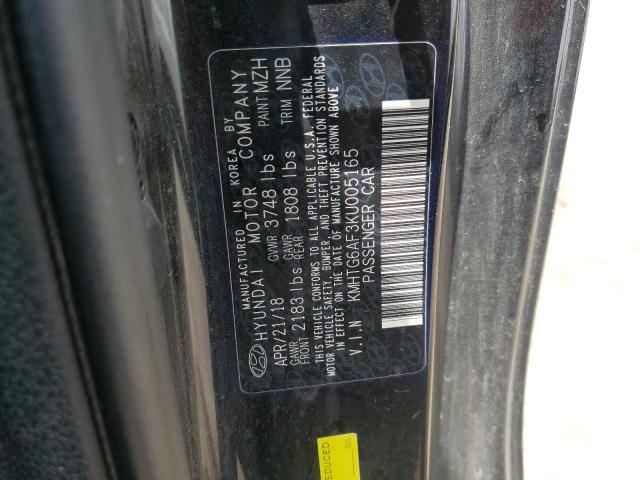 MANUFACTURED IN KOREA BY
HYUNDAI MOTOR COMPANY
APR/21/18 GVWR 3748 lbs PAINT MZH
GAWR FRONT 2183 lbs GAWR REAR 1808 lbs TRIM NNB
THIS VEHICLE CONFORMS TO ALL APPLICABLE U.S.A. FEDERAL
MOTOR VEHICLE SAFETY, BUMPER, AND THEFT PREVENTION STANDARDS
IN EFFECT ON THE DATE OF MANUFACTURE SHOWN ABOVE
V.I.N KMHTG6AF3KU005165
PASSENGER CAR
EDUCED
lbs